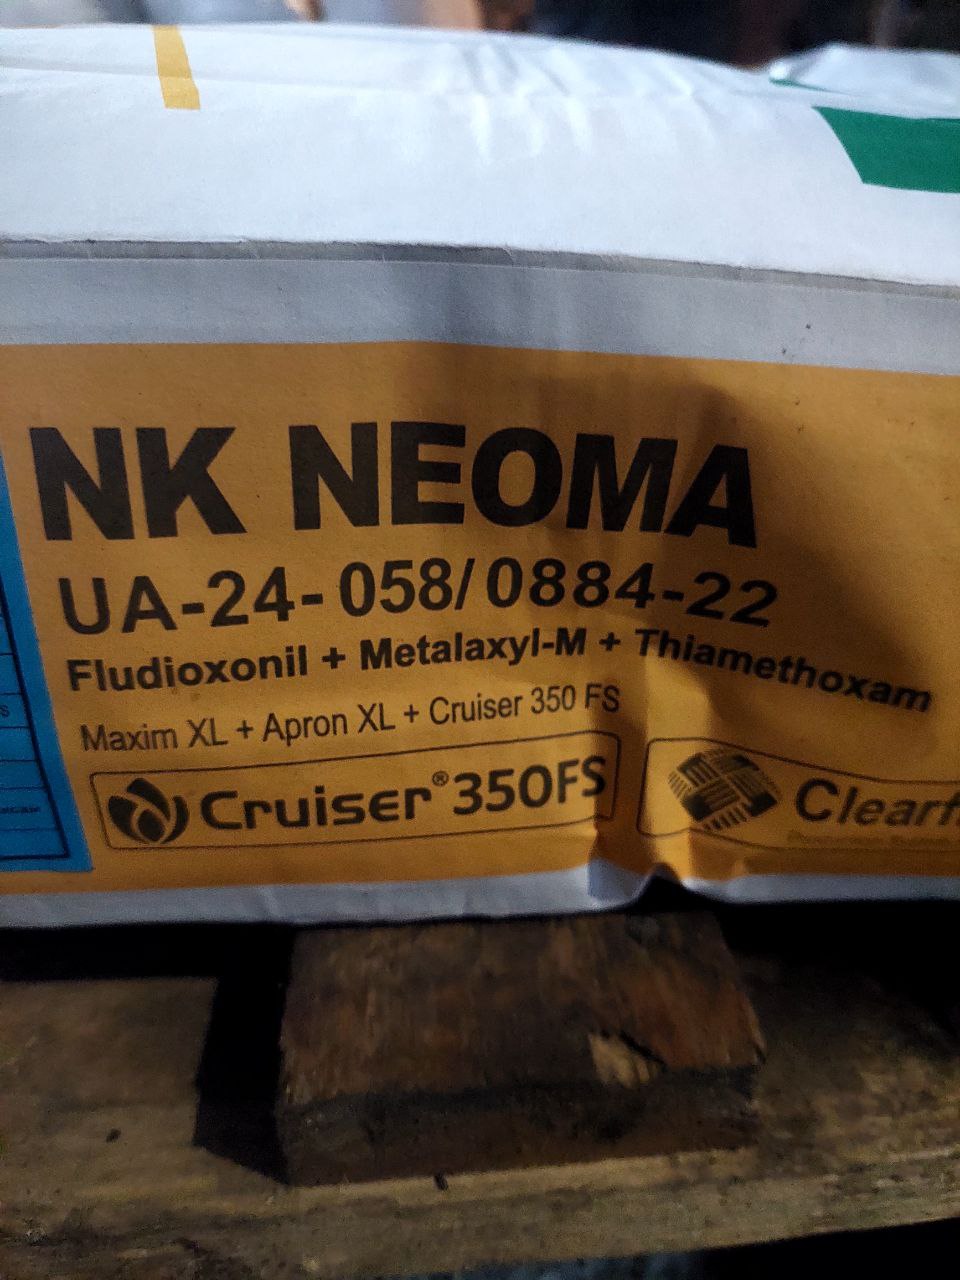 NK NEOMA
UA-24-058/0884-22
Fludioxonil + Metalaxyl-M + Thiamethoxam
Maxim XL + Apron XL + Cruiser 350 FS
Cruiser® 350FS
Clearf